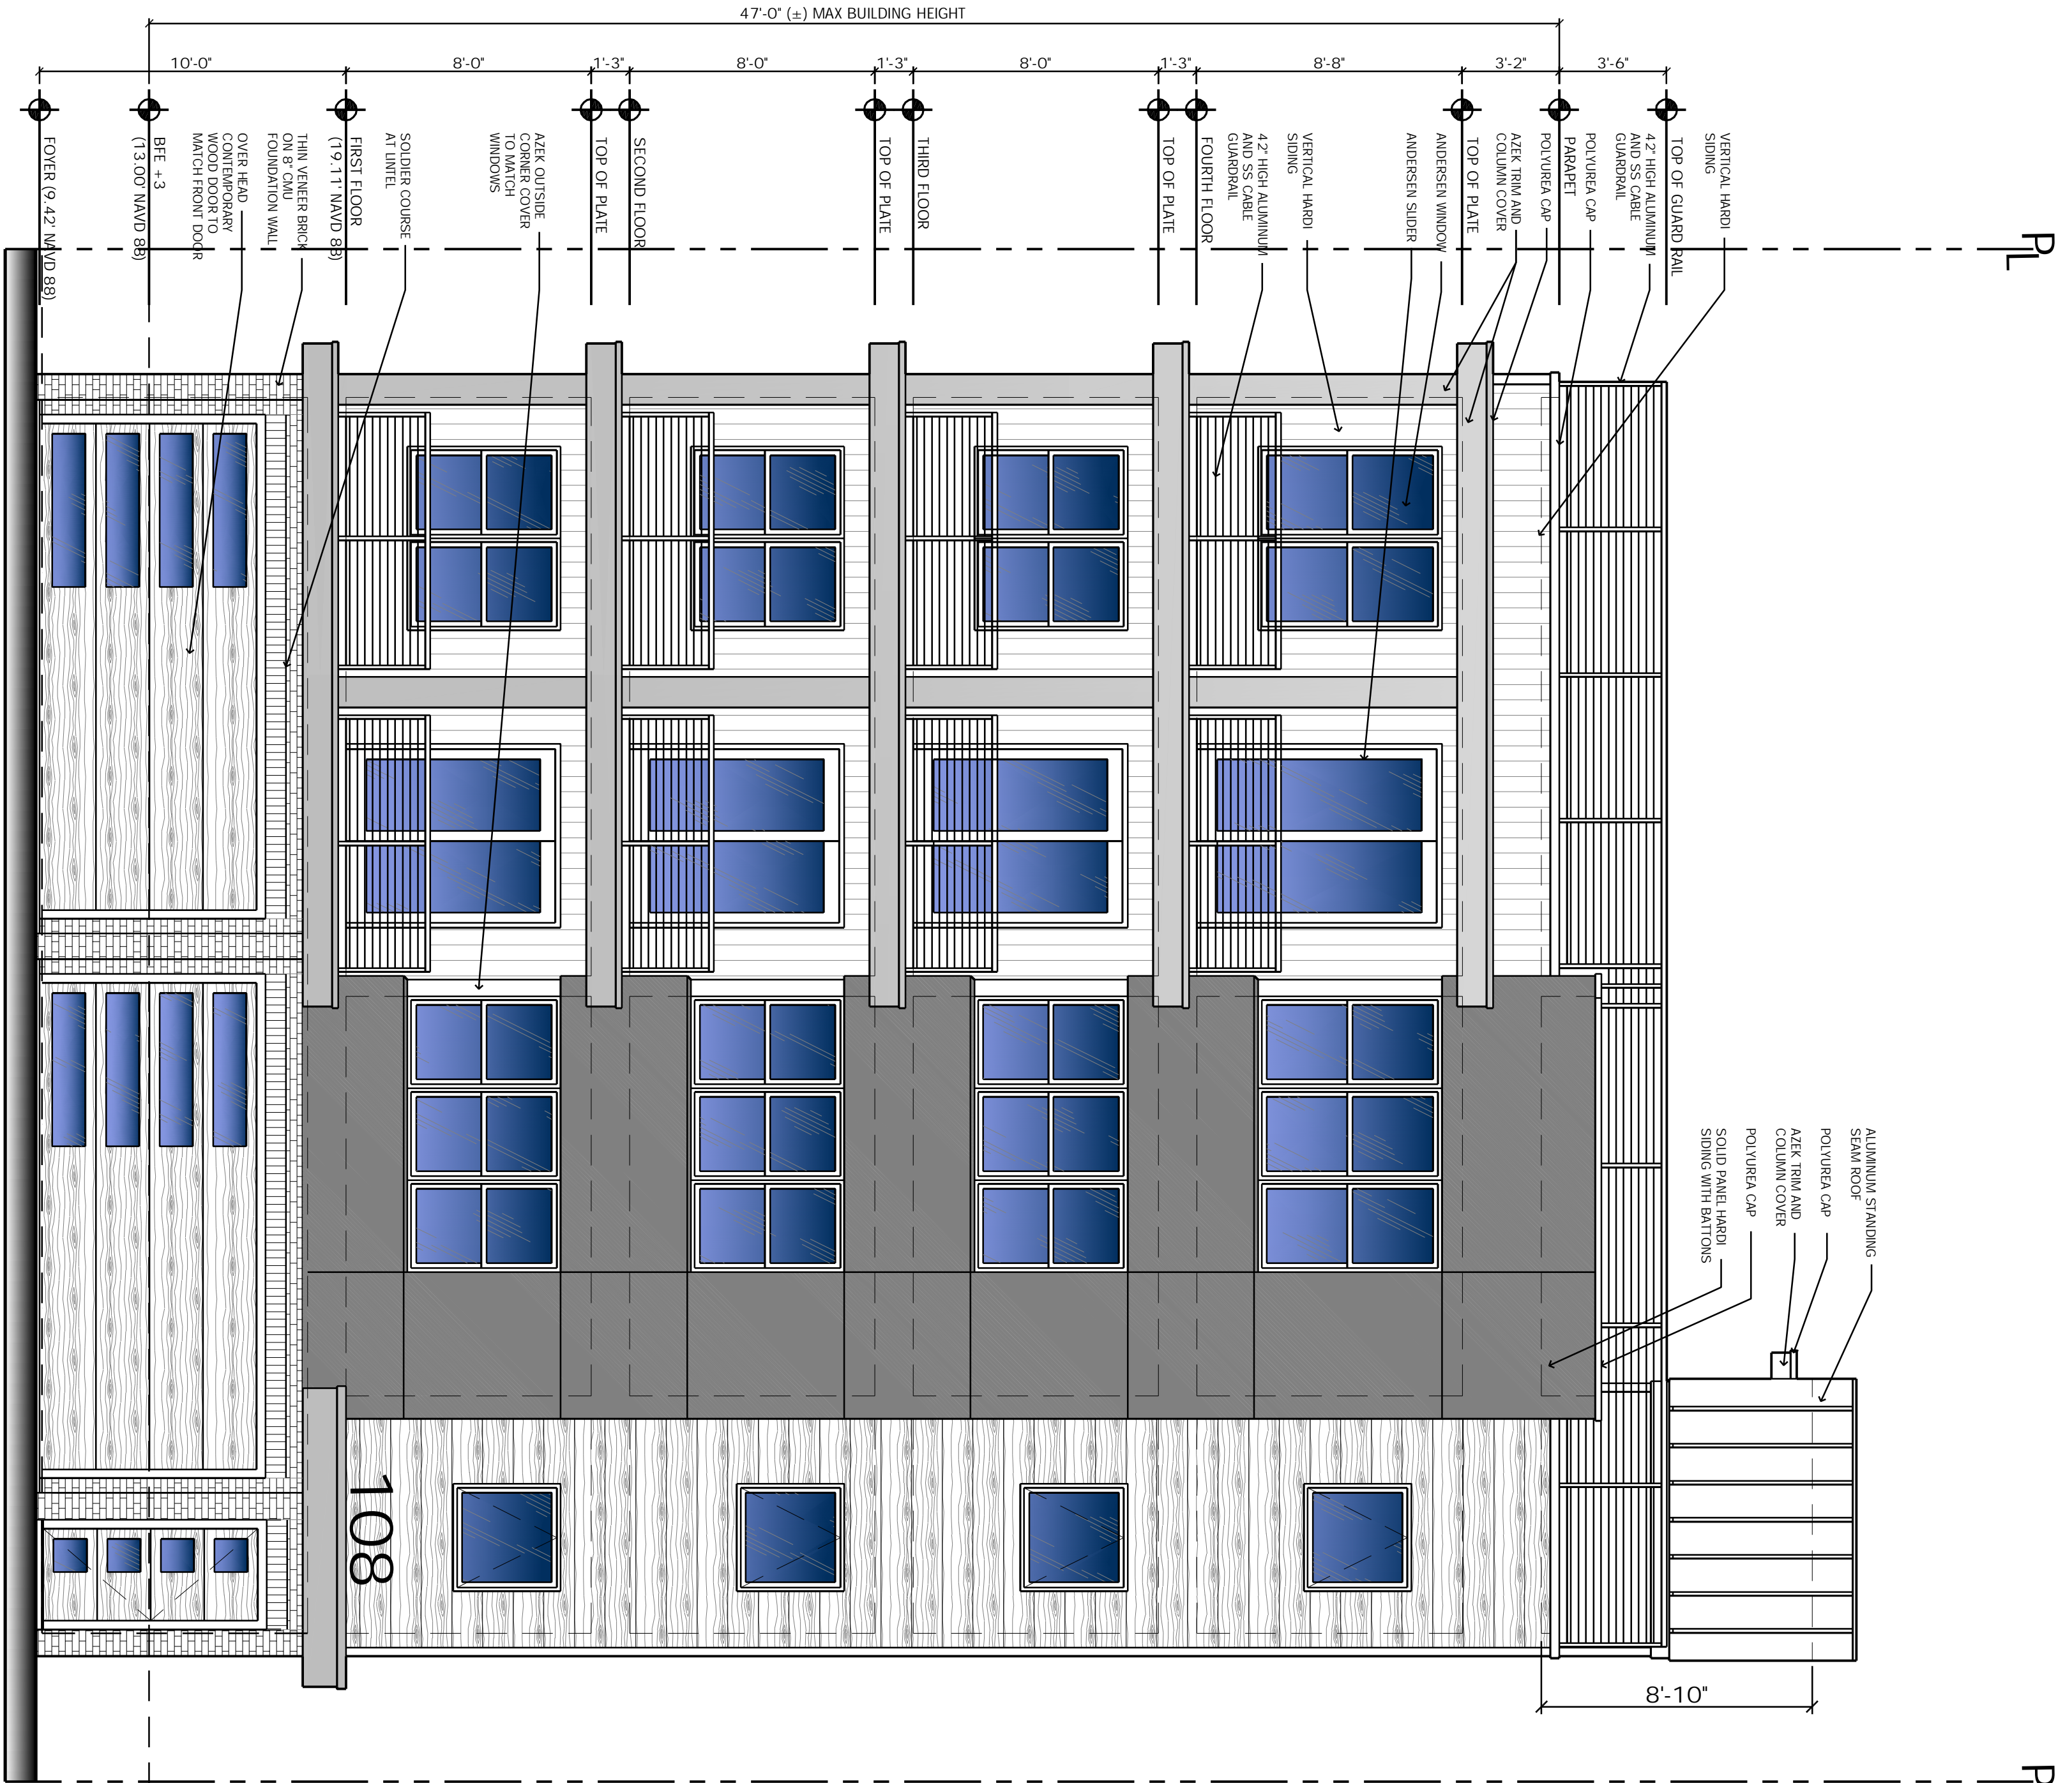 47'-0" (±) MAX BUILDING HEIGHT
10'-0"
8'-0"
1'-3"
8'-0"
1'-3"
8'-0"
1'-3"
8'-8"
3'-2"
3'-6"
PL
VERTICAL HARDI
SIDING
TOP OF GUARD RAIL
42" HIGH ALUMINUM
AND SS CABLE
GUARDRAIL
POLYUREA CAP
PARAPET
POLYUREA CAP
AZEK TRIM AND
COLUMN COVER
TOP OF PLATE
ANDERSEN WINDOW
ANDERSEN SLIDER
VERTICAL HARDI
SIDING
42" HIGH ALUMINUM
AND SS CABLE
GUARDRAIL
FOURTH FLOOR
TOP OF PLATE
THIRD FLOOR
TOP OF PLATE
SECOND FLOOR
TOP OF PLATE
AZEK OUTSIDE
CORNER COVER
TO MATCH
WINDOWS
SOLDIER COURSE
AT LINTEL
FIRST FLOOR
(19.11' NAVD 88)
THIN VENEER BRICK
ON 8" CMU
FOUNDATION WALL
OVER HEAD
CONTEMPORARY
WOOD DOOR TO
MATCH FRONT DOOR
BFE +3
(13.00' NAVD 88)
FOYER (9.42' NAVD 88)
ALUMINUM STANDING
SEAM ROOF
POLYUREA CAP
AZEK TRIM AND
COLUMN COVER
POLYUREA CAP
SOLID PANEL HARDI
SIDING WITH BATTONS
108
8'-10"
P